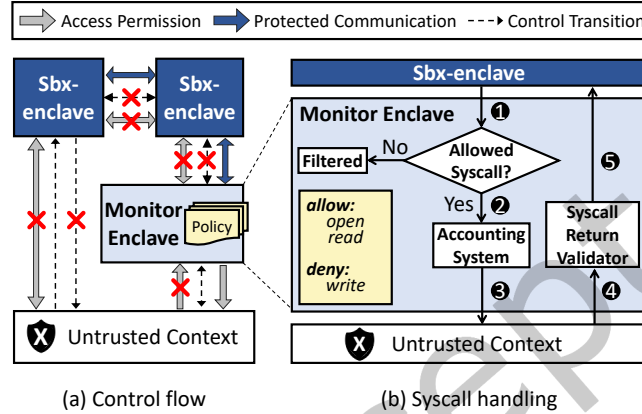 Access Permission
Protected Communication
Control Transition
Sbx-
enclave
Sbx-
enclave
Monitor
Enclave
Policy
X
Untrusted Context
(a) Control flow
Sbx-enclave
Monitor Enclave
❶
Allowed
Syscall?
No
Filtered
Yes
❷
allow:
open
read
deny:
write
Accounting
System
❸
Syscall
Return
Validator
❹
❺
X
Untrusted Context
(b) Syscall handling